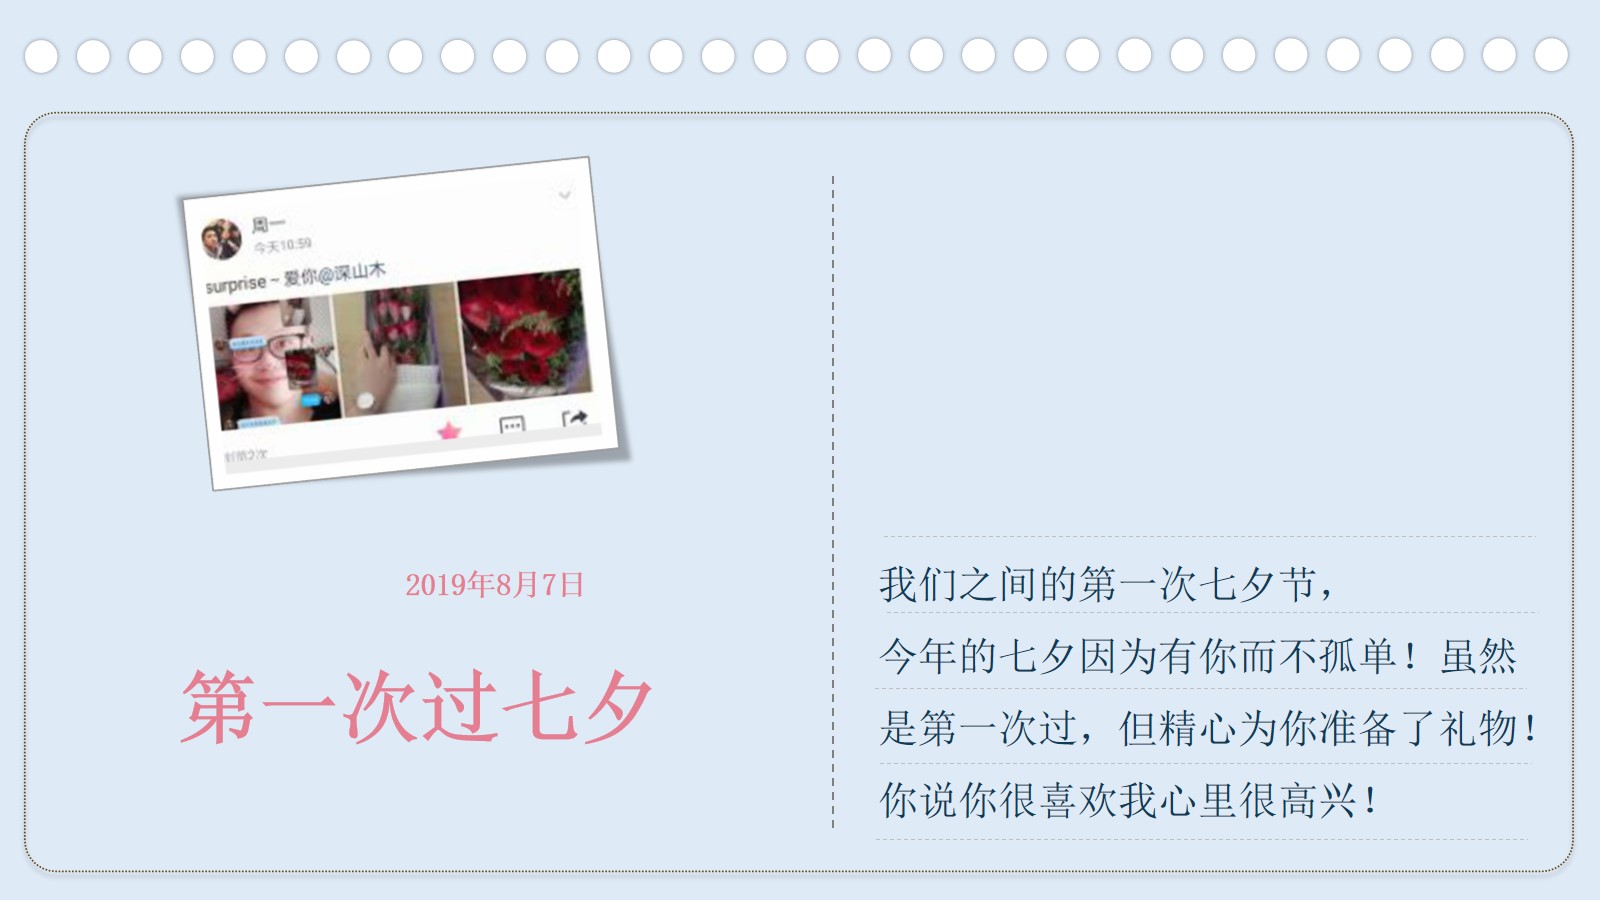 周一
今天10:59
surprise ~ 爱你@深山木
2019年8月7日
第一次过七夕
我们之间的第一次七夕节，
今年的七夕因为有你而不孤单！虽然
是第一次过，但精心为你准备了礼物！
你说你很喜欢我心里很高兴！